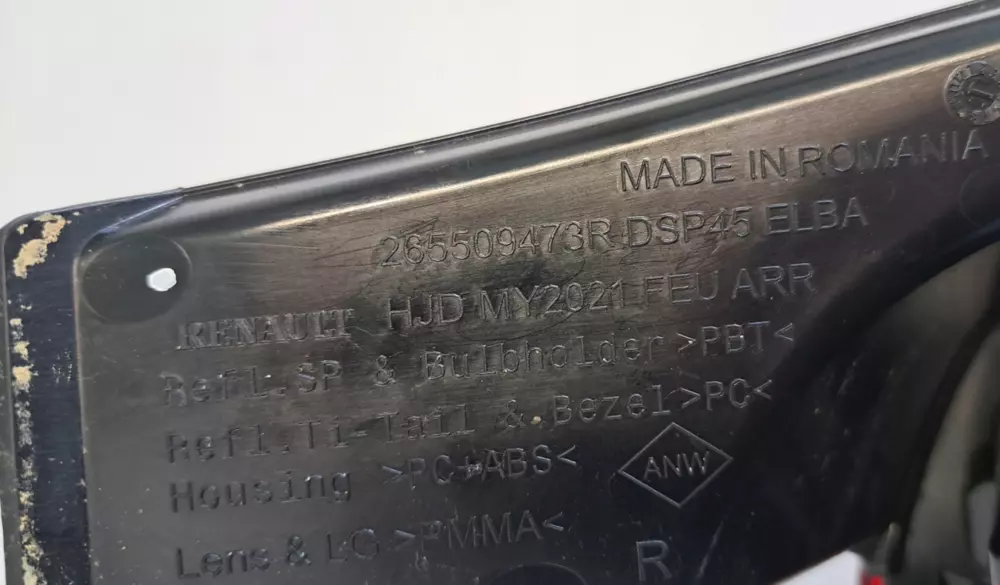 MADE IN ROMANIA
265509473R DSP45 ELBA
RENAULT HJD MY2021 FEU ARR
Refl.SP & Bulbholder >PBT<
Refl.Ti-Tail & Bezel >PC<
Housing >PC+ABS<
ANW
Lens & LG >PMMA<
R